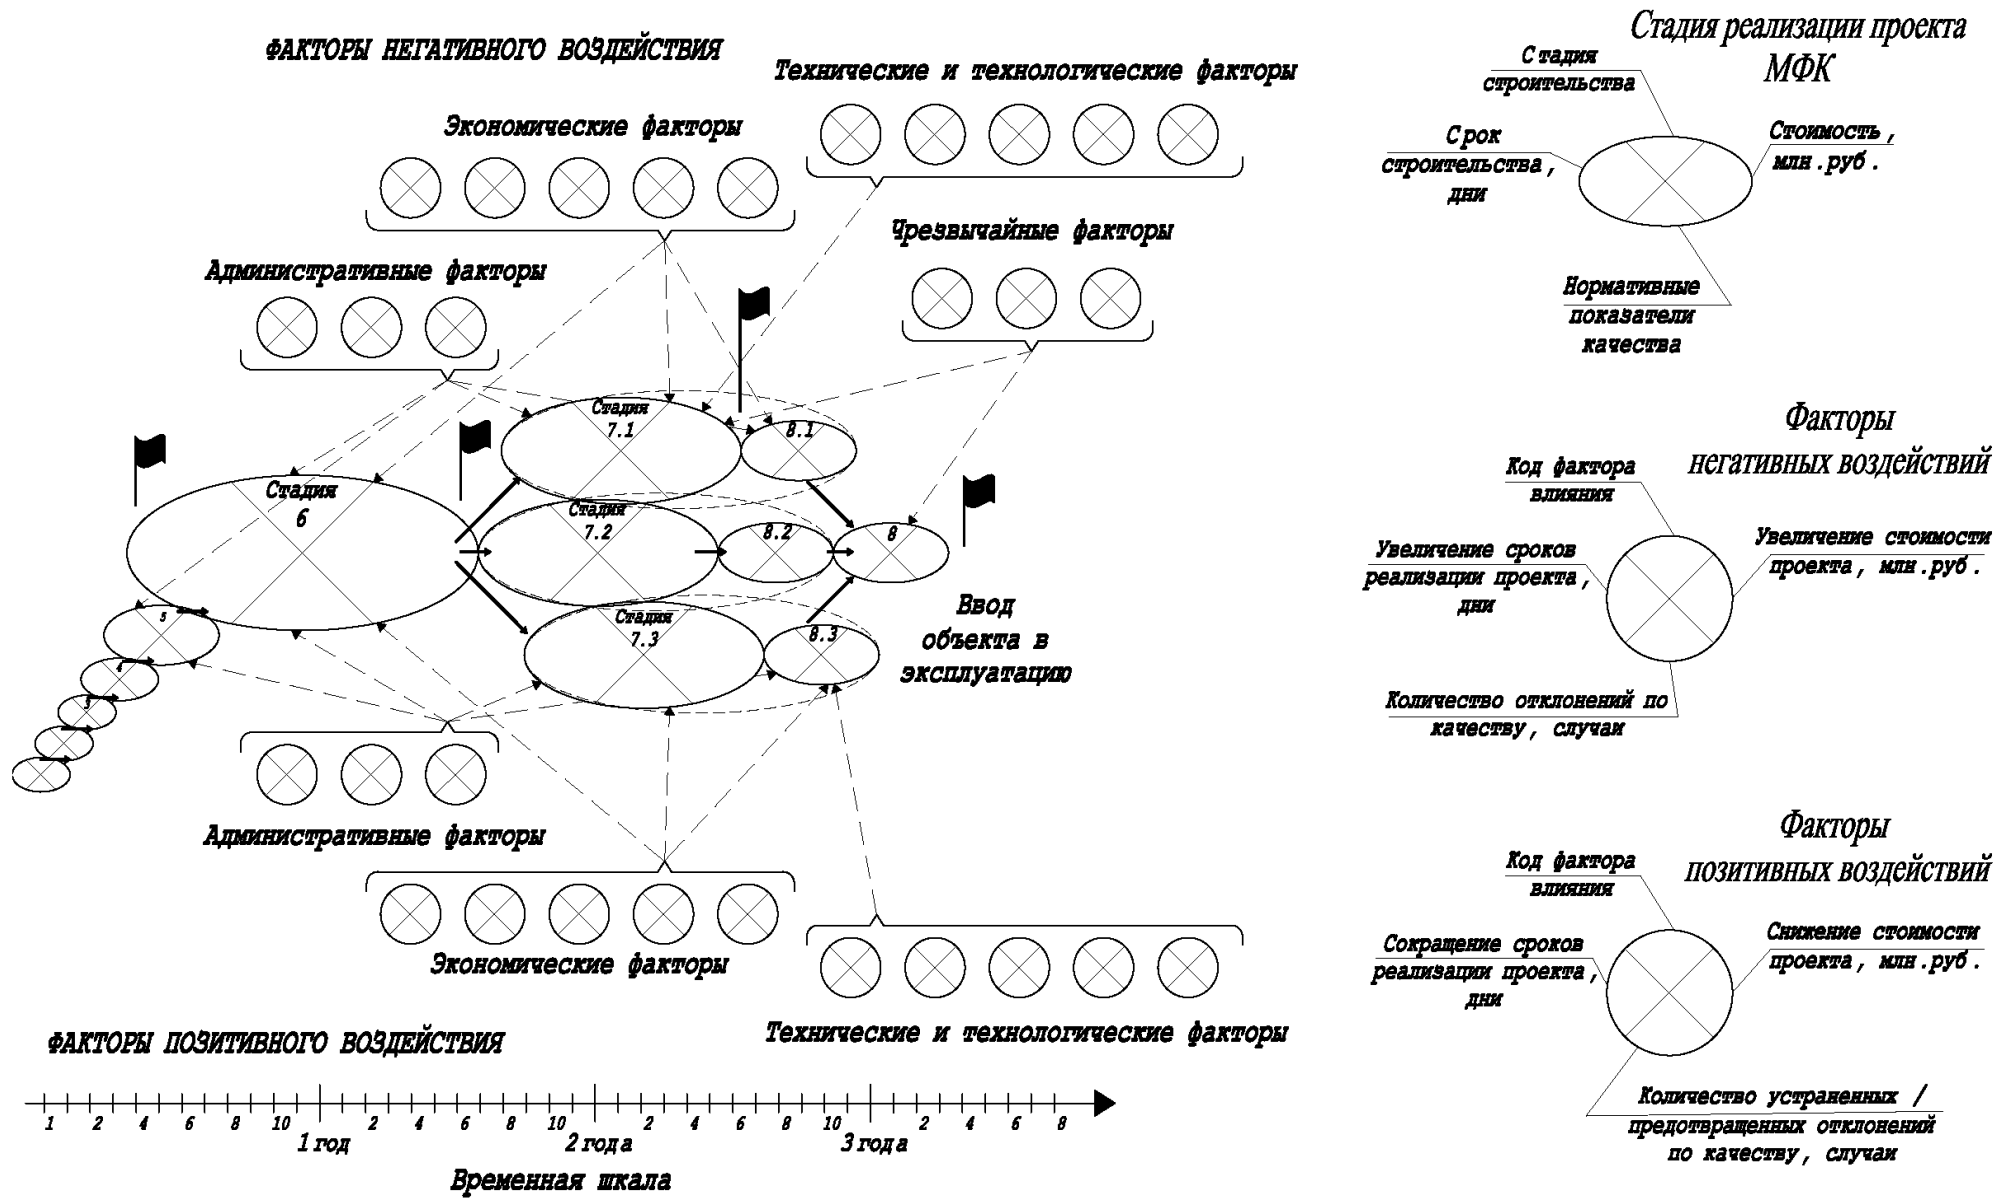 ФАКТОРЫ НЕГАТИВНОГО ВОЗДЕЙСТВИЯ
Технические и технологические факторы
Экономические факторы
Чрезвычайные факторы
Административные факторы
Стадия
7.1
8.1
Стадия
6
Стадия
7.2
8.2
8
Стадия
7.3
8.3
5
4
3
Ввод
объекта в
эксплуатацию
Административные факторы
Экономические факторы
Технические и технологические факторы
ФАКТОРЫ ПОЗИТИВНОГО ВОЗДЕЙСТВИЯ
1 2 4 6 8 10 2 4 6 8 10 2 4 6 8 10 2 4 6 8
1 год 2 года 3 года
Временная шкала
Стадия реализации проекта
МФК
Стадия
строительства
Срок
строительства,
дни
Стоимость,
млн.руб.
Нормативные
показатели
качества
Факторы
негативных воздействий
Код фактора
влияния
Увеличение сроков
реализации проекта,
дни
Увеличение стоимости
проекта, млн.руб.
Количество отклонений по
качеству, случаи
Факторы
позитивных воздействий
Код фактора
влияния
Сокращение сроков
реализации проекта,
дни
Снижение стоимости
проекта, млн.руб.
Количество устраненных /
предотвращенных отклонений
по качеству, случаи